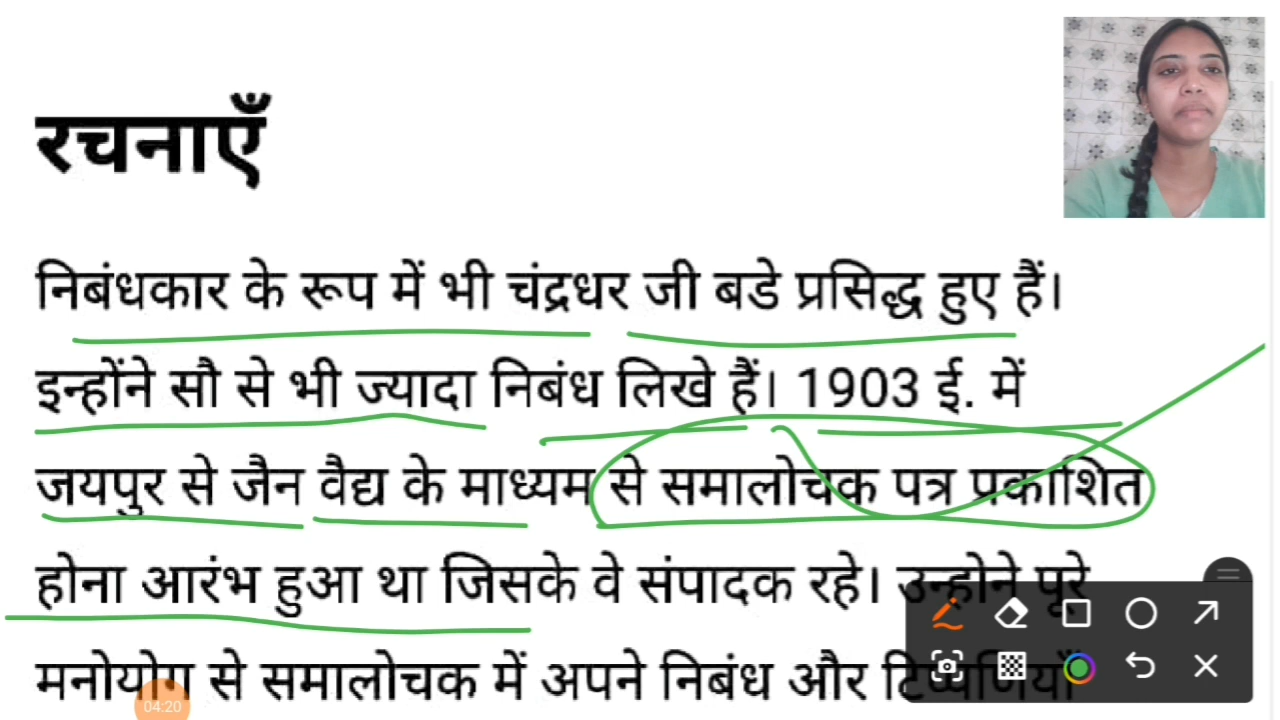 रचनाएँ
निबंधकार के रूप में भी चंद्रधर जी बडे प्रसिद्ध हुए हैं।
इन्होंने सौ से भी ज्यादा निबंध लिखे हैं। 1903 ई. में
जयपुर से जैन वैद्य के माध्यम से समालोचक पत्र प्रकाशित
होना आरंभ हुआ था जिसके वे संपादक रहे। उन्होने पूरे
मनोयोग से समालोचक में अपने निबंध और टिप्पणियाँ
04:20